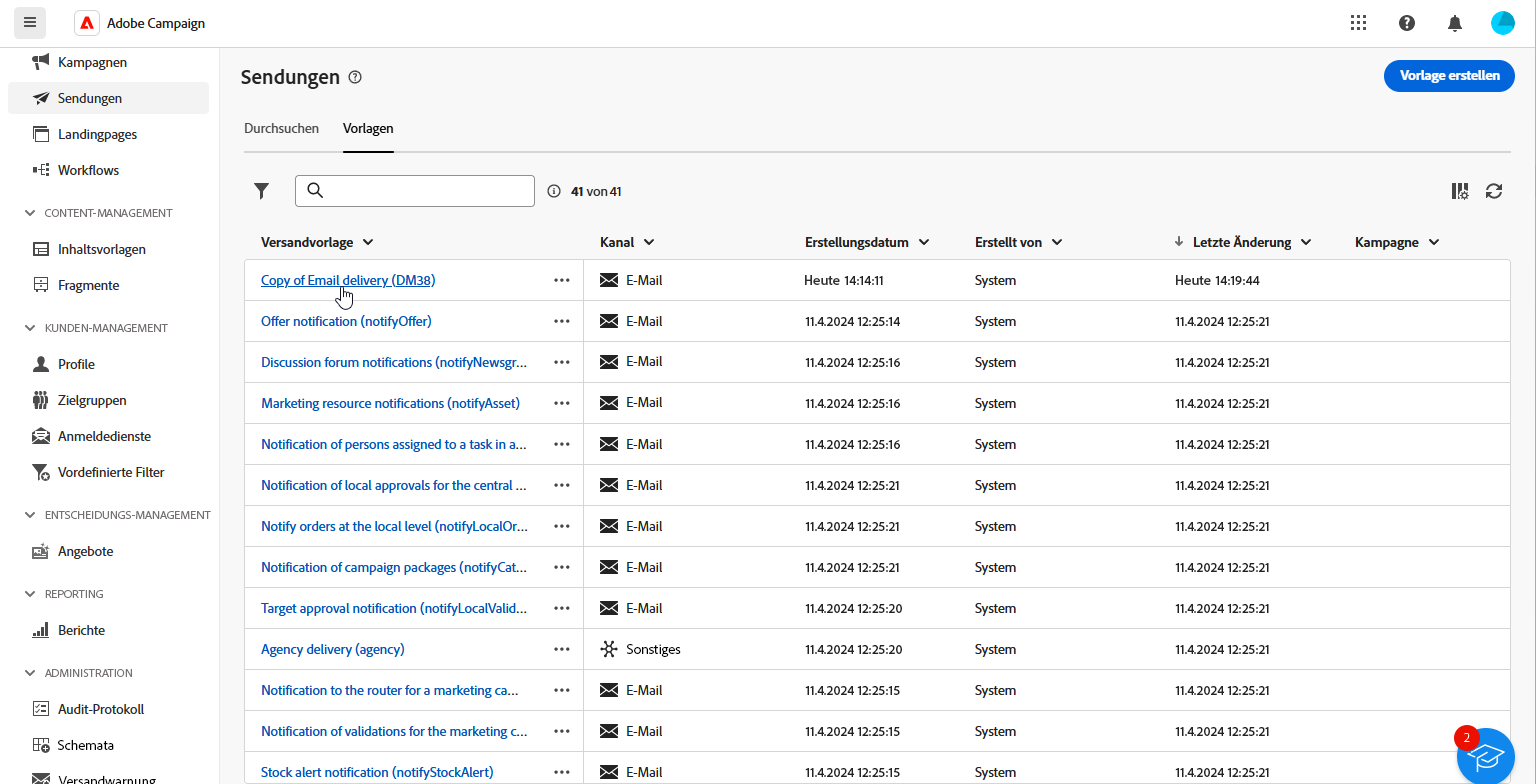 Adobe Campaign
Kampagnen
Sendungen
Landingpages
Workflows
CONTENT-MANAGEMENT
Inhaltsvorlagen
Fragmente
KUNDEN-MANAGEMENT
Profile
Zielgruppen
Anmeldedienste
Vordefinierte Filter
ENTSCHEIDUNGS-MANAGEMENT
Angebote
REPORTING
Berichte
ADMINISTRATION
Audit-Protokoll
Schemata
Versandwarnung
Sendungen
Vorlage erstellen
Durchsuchen Vorlagen
41 von 41
Versandvorlage Kanal Erstellungsdatum Erstellt von Letzte Änderung Kampagne
Copy of Email delivery (DM38) E-Mail Heute 14:14:11 System Heute 14:19:44
Offer notification (notifyOffer) E-Mail 11.4.2024 12:25:14 System 11.4.2024 12:25:21
Discussion forum notifications (notifyNewsgr... E-Mail 11.4.2024 12:25:16 System 11.4.2024 12:25:21
Marketing resource notifications (notifyAsset) E-Mail 11.4.2024 12:25:16 System 11.4.2024 12:25:21
Notification of persons assigned to a task in a... E-Mail 11.4.2024 12:25:16 System 11.4.2024 12:25:21
Notification of local approvals for the central ... E-Mail 11.4.2024 12:25:21 System 11.4.2024 12:25:21
Notify orders at the local level (notifyLocalOr... E-Mail 11.4.2024 12:25:21 System 11.4.2024 12:25:21
Notification of campaign packages (notifyCat... E-Mail 11.4.2024 12:25:21 System 11.4.2024 12:25:21
Target approval notification (notifyLocalValid... E-Mail 11.4.2024 12:25:20 System 11.4.2024 12:25:21
Agency delivery (agency) Sonstiges 11.4.2024 12:25:20 System 11.4.2024 12:25:21
Notification to the router for a marketing ca... E-Mail 11.4.2024 12:25:15 System 11.4.2024 12:25:21
Notification of validations for the marketing c... E-Mail 11.4.2024 12:25:15 System 11.4.2024 12:25:21
Stock alert notification (notifyStockAlert) E-Mail 11.4.2024 12:25:15 System 11.4.2024 12:25:21
2